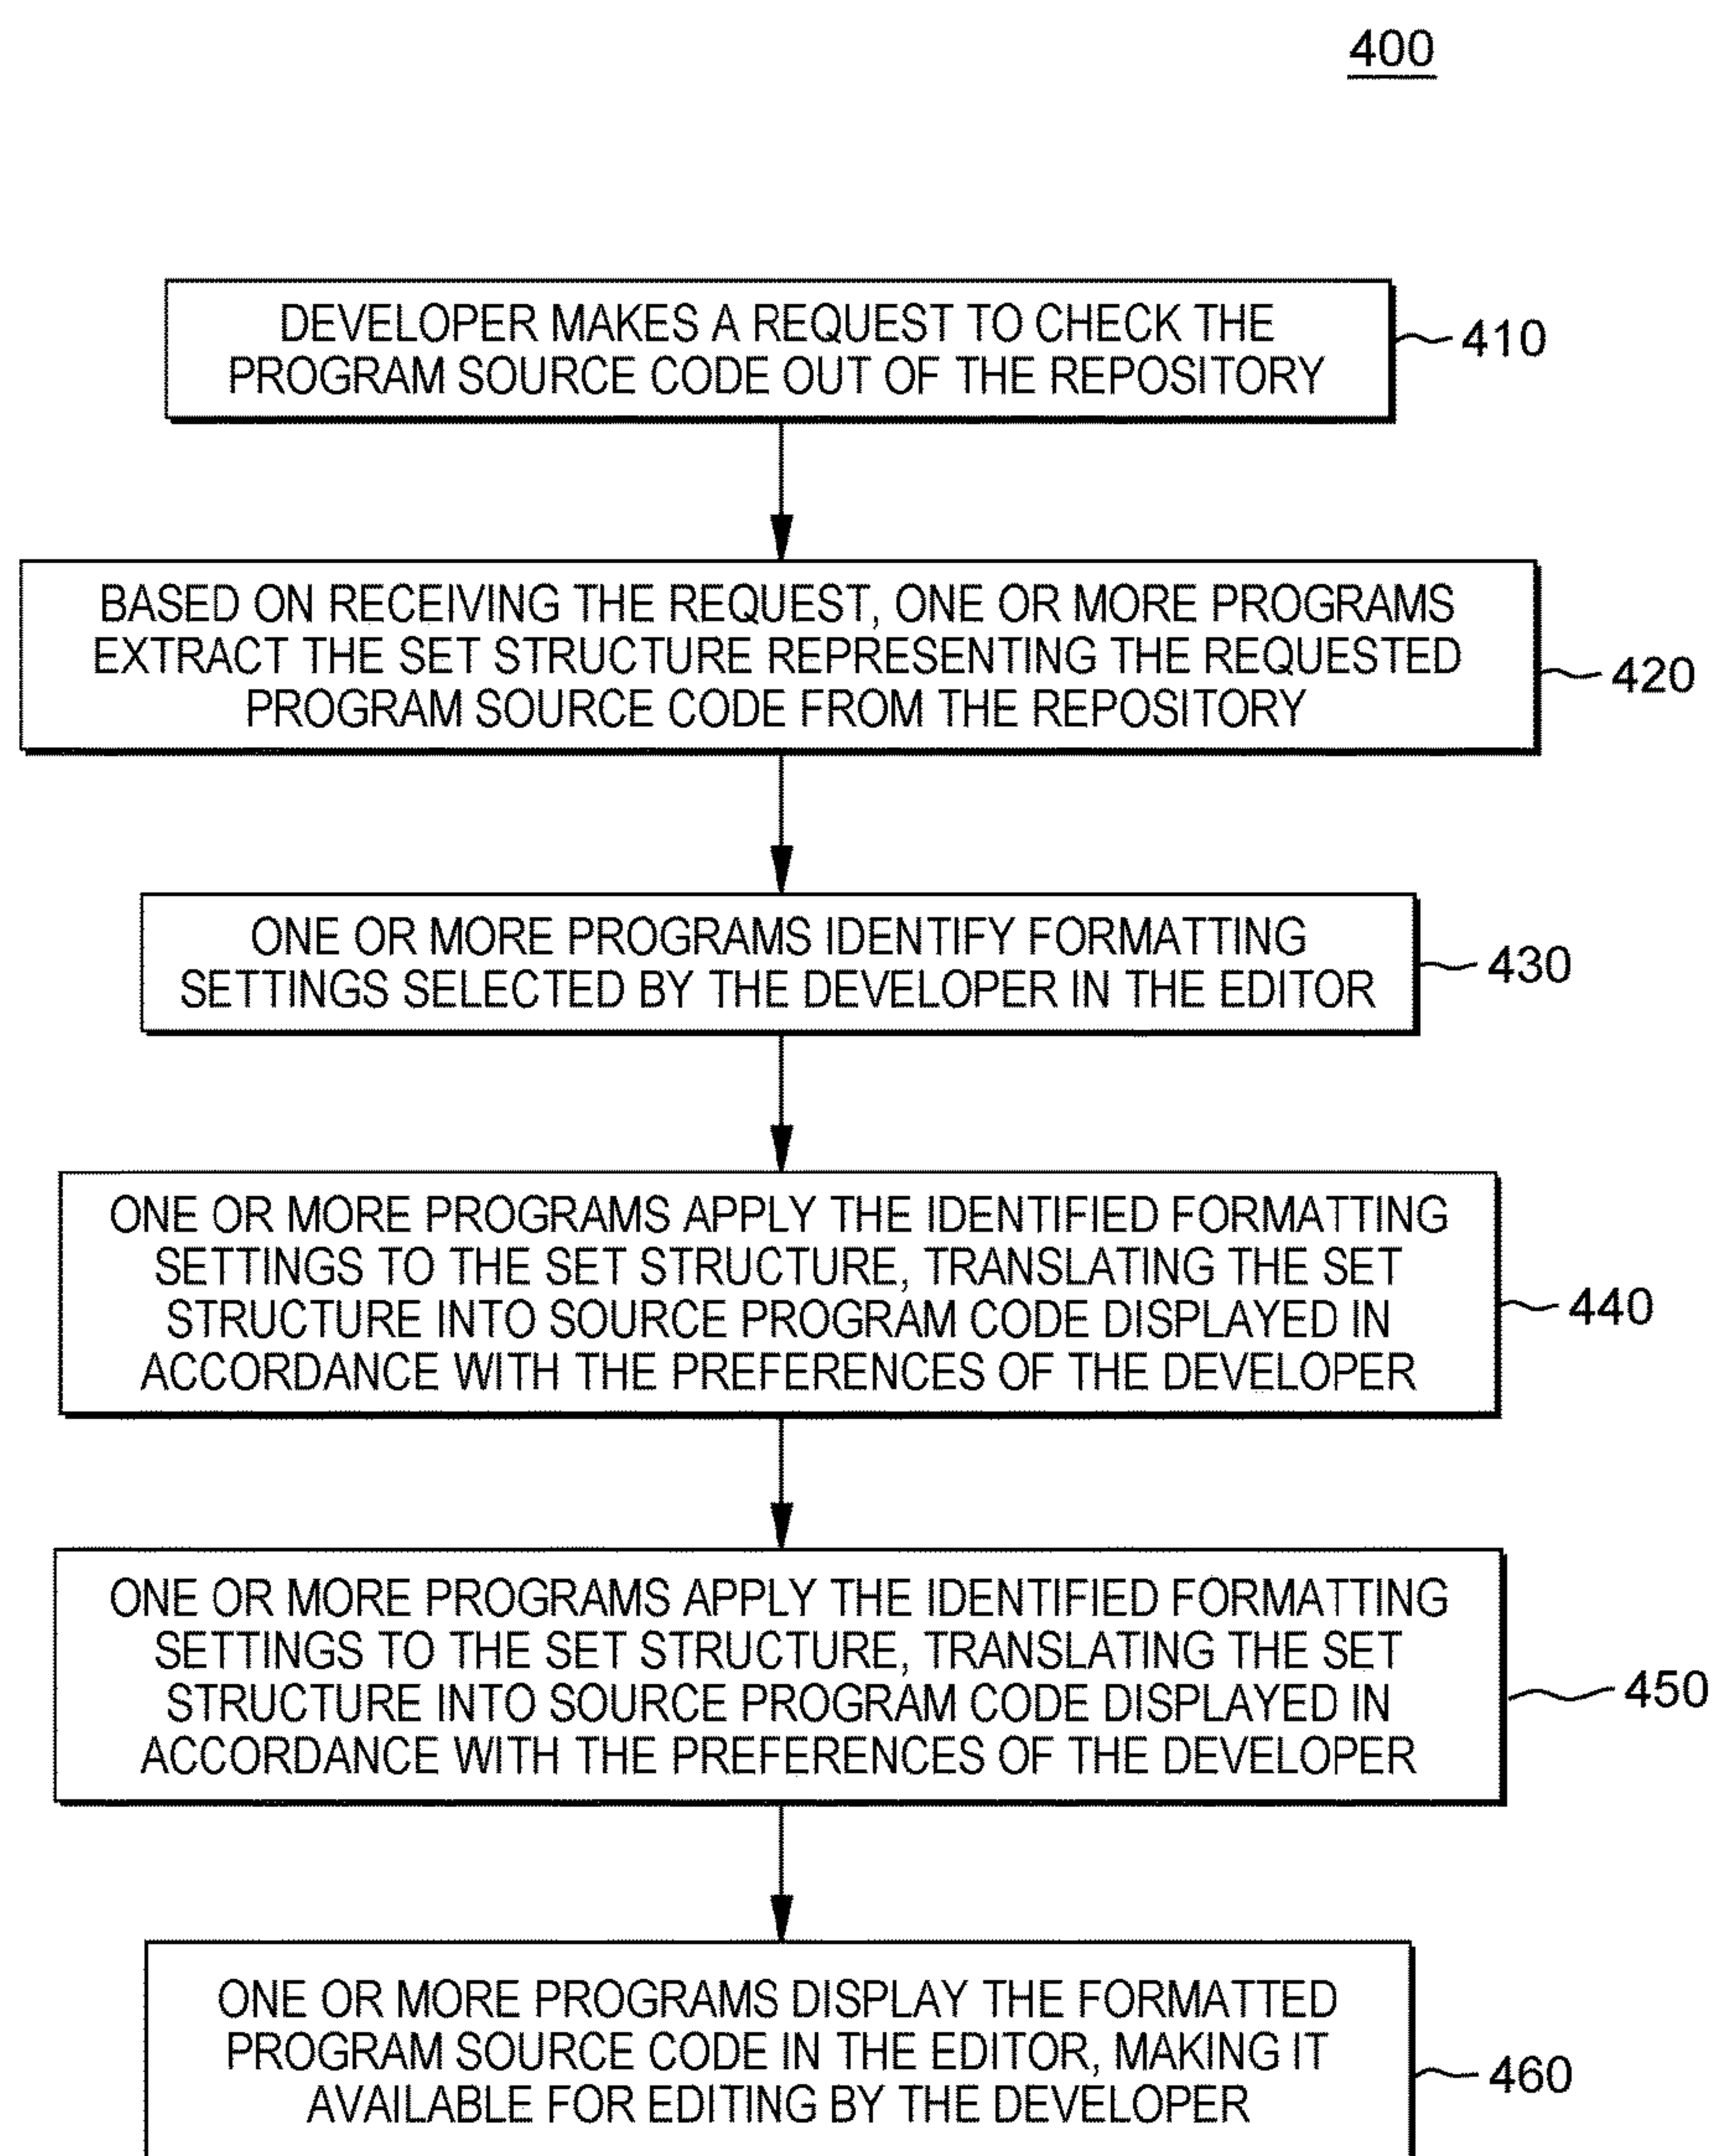 400
DEVELOPER MAKES A REQUEST TO CHECK THE
PROGRAM SOURCE CODE OUT OF THE REPOSITORY
410
BASED ON RECEIVING THE REQUEST, ONE OR MORE PROGRAMS
EXTRACT THE SET STRUCTURE REPRESENTING THE REQUESTED
PROGRAM SOURCE CODE FROM THE REPOSITORY
420
ONE OR MORE PROGRAMS IDENTIFY FORMATTING
SETTINGS SELECTED BY THE DEVELOPER IN THE EDITOR
430
ONE OR MORE PROGRAMS APPLY THE IDENTIFIED FORMATTING
SETTINGS TO THE SET STRUCTURE, TRANSLATING THE SET
STRUCTURE INTO SOURCE PROGRAM CODE DISPLAYED IN
ACCORDANCE WITH THE PREFERENCES OF THE DEVELOPER
440
ONE OR MORE PROGRAMS APPLY THE IDENTIFIED FORMATTING
SETTINGS TO THE SET STRUCTURE, TRANSLATING THE SET
STRUCTURE INTO SOURCE PROGRAM CODE DISPLAYED IN
ACCORDANCE WITH THE PREFERENCES OF THE DEVELOPER
450
ONE OR MORE PROGRAMS DISPLAY THE FORMATTED
PROGRAM SOURCE CODE IN THE EDITOR, MAKING IT
AVAILABLE FOR EDITING BY THE DEVELOPER
460